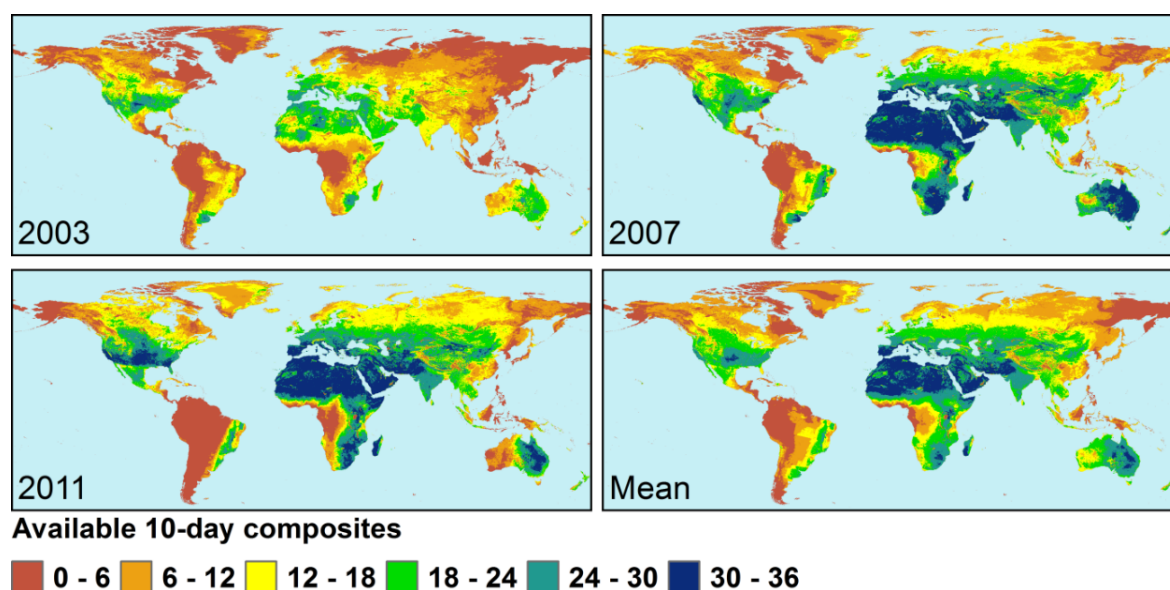 2003
2007
2011
Mean
Available 10-day composites
0 - 6 6 - 12 12 - 18 18 - 24 24 - 30 30 - 36